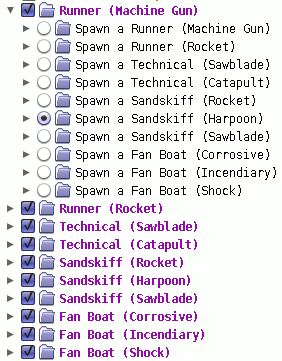 Runner (Machine Gun)
Spawn a Runner (Machine Gun)
Spawn a Runner (Rocket)
Spawn a Technical (Sawblade)
Spawn a Technical (Catapult)
Spawn a Sandskiff (Rocket)
Spawn a Sandskiff (Harpoon)
Spawn a Sandskiff (Sawblade)
Spawn a Fan Boat (Corrosive)
Spawn a Fan Boat (Incendiary)
Spawn a Fan Boat (Shock)
Runner (Rocket)
Technical (Sawblade)
Technical (Catapult)
Sandskiff (Rocket)
Sandskiff (Harpoon)
Sandskiff (Sawblade)
Fan Boat (Corrosive)
Fan Boat (Incendiary)
Fan Boat (Shock)